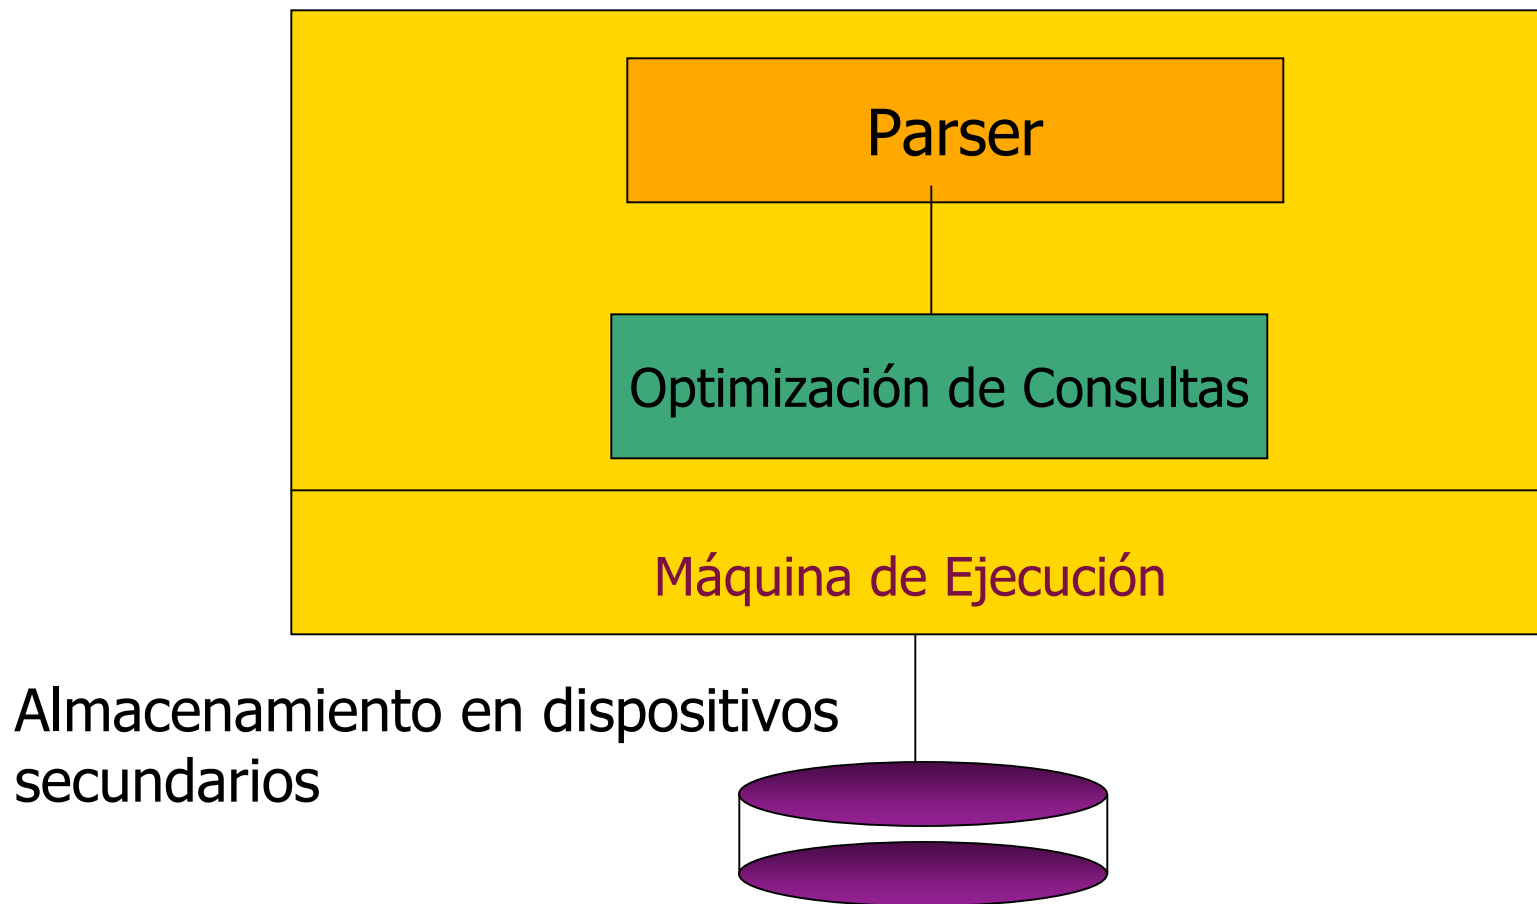 Parser
Optimización de Consultas
Máquina de Ejecución
Almacenamiento en dispositivos
secundarios